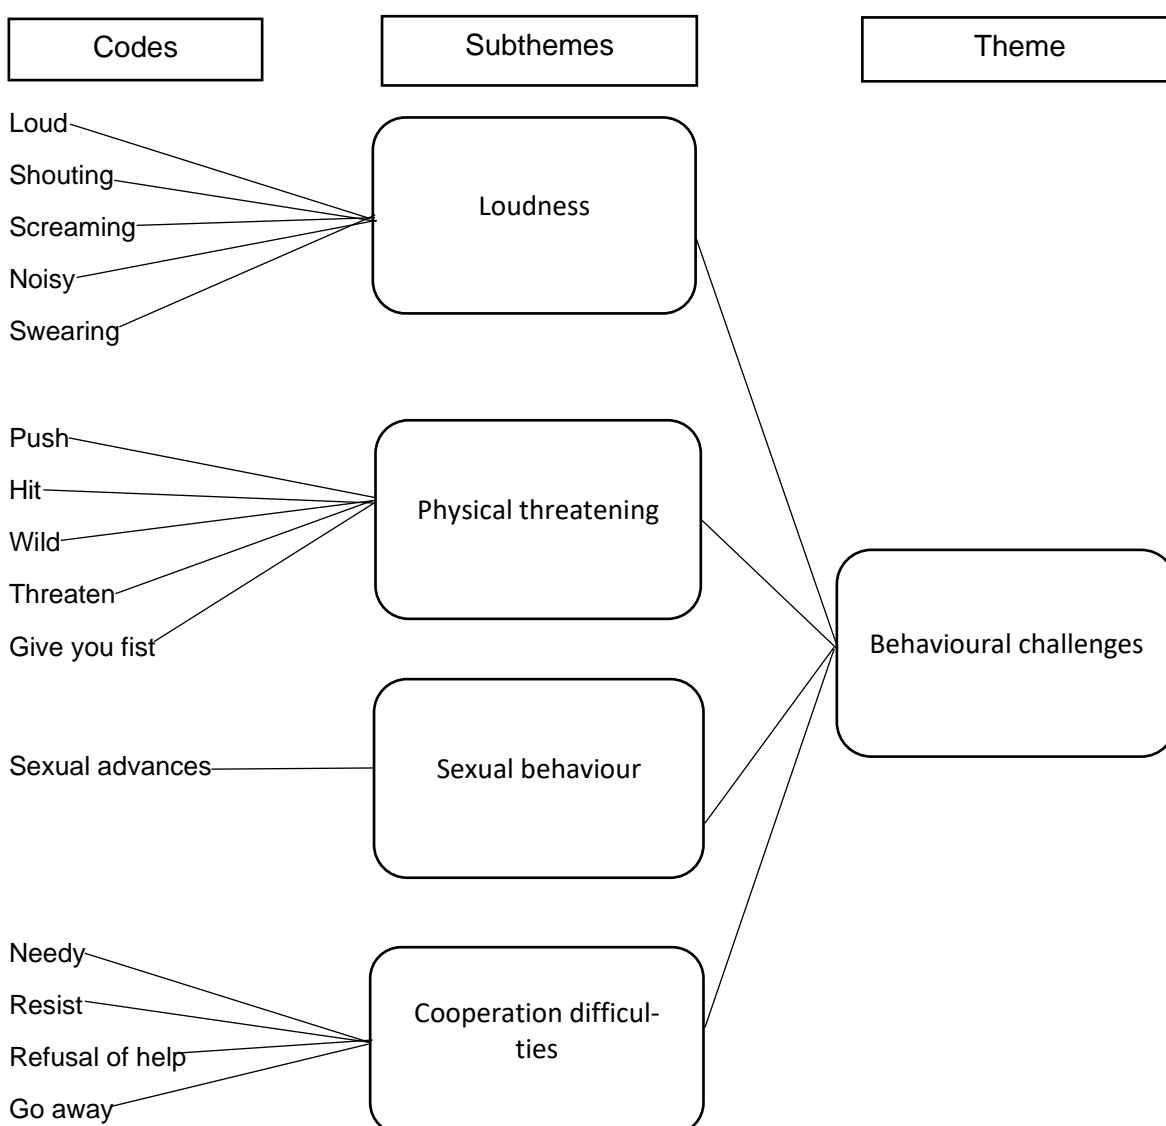 Codes
Subthemes
Theme
Loud
Shouting
Screaming
Noisy
Swearing
Loudness
Push
Hit
Wild
Threaten
Give you fist
Physical threatening
Sexual advances
Sexual behaviour
Needy
Resist
Refusal of help
Go away
Cooperation difficul-
ties
Behavioural challenges